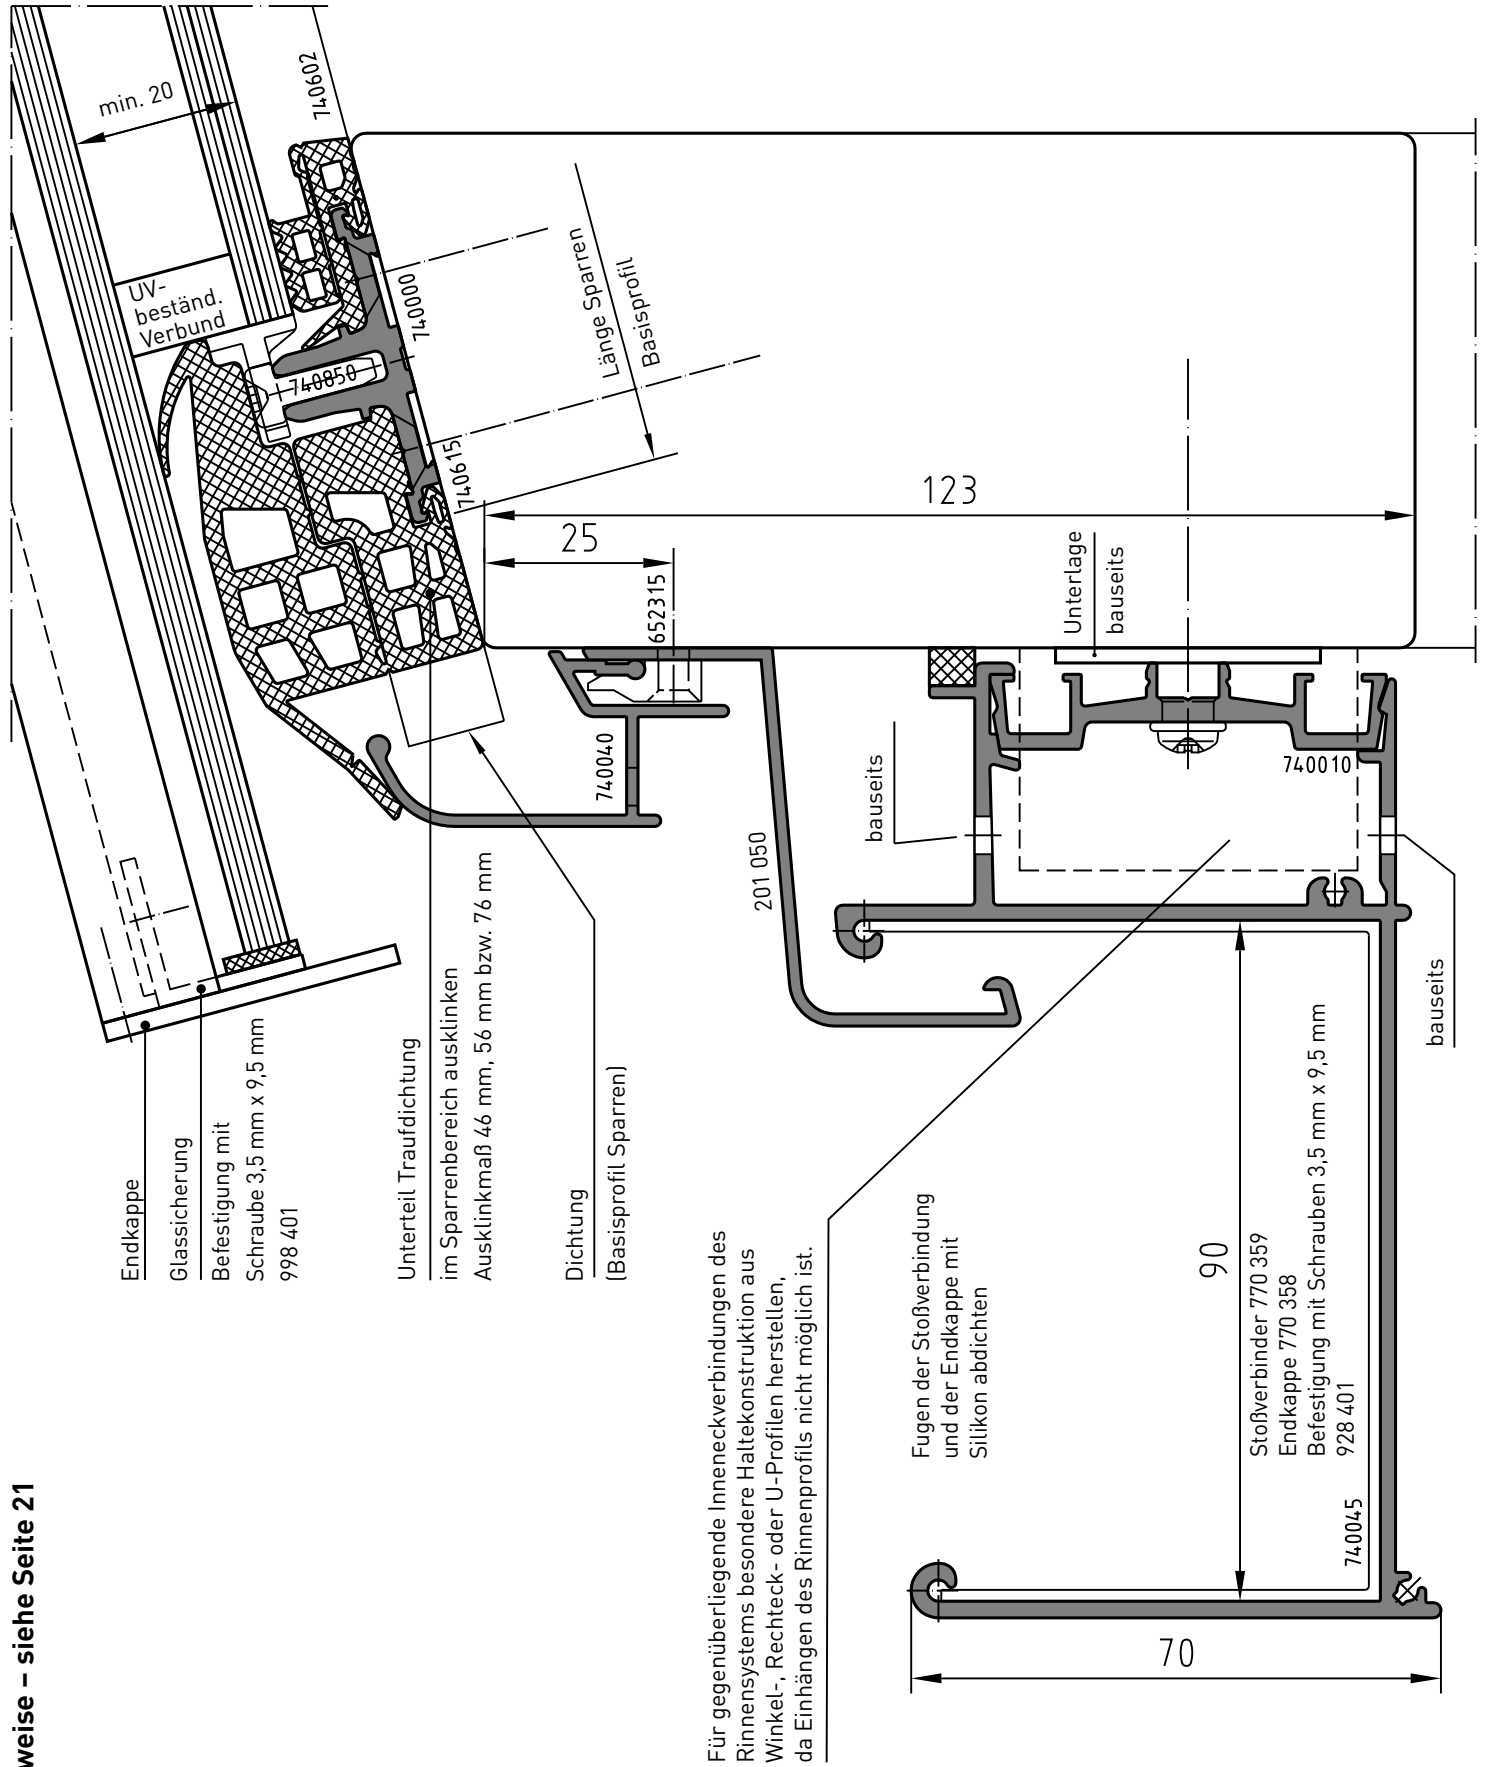 weise – siehe Seite 21
min. 20
740602
UV-
beständ.
Verbund
740850
740000
740615
Länge Sparren
Basisprofil
123
25
652315
Unterlage
bauseits
740040
201 050
bauseits
740010
bauseits
Endkappe
Glassicherung
Befestigung mit
Schraube 3,5 mm x 9,5 mm
998 401
Unterteil Traufdichtung
im Sparrenbereich ausklinken
Ausklinkmaß 46 mm, 56 mm bzw. 76 mm
Dichtung
(Basisprofil Sparren)
Für gegenüberliegende Inneneckverbindungen des
Rinnensystems besondere Haltekonstruktion aus
Winkel-, Rechteck- oder U-Profilen herstellen,
da Einhängen des Rinnenprofils nicht möglich ist.
Fugen der Stoßverbindung
und der Endkappe mit
Silikon abdichten
90
Stoßverbinder 770 359
Endkappe 770 358
Befestigung mit Schrauben 3,5 mm x 9,5 mm
928 401
740045
70